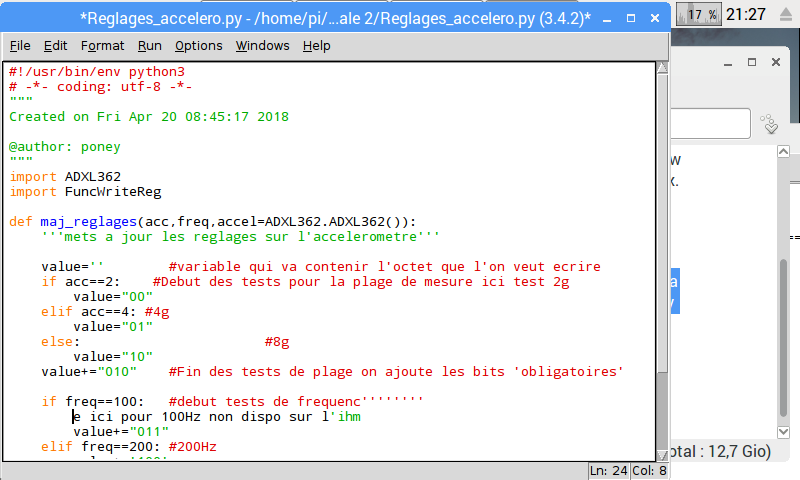 *Reglages_accelero.py - /home/pi/...ale 2/Reglages_accelero.py (3.4.2)*
17 %
21:27
File Edit Format Run Options Windows Help
#!/usr/bin/env python3
# -*- coding: utf-8 -*-
"""
Created on Fri Apr 20 08:45:17 2018
@author: poney
"""
import ADXL362
import FuncWriteReg
def maj_reglages(acc,freq,accel=ADXL362.ADXL362()):
'''mets a jour les reglages sur l'accelerometre'''
value='' #variable qui va contenir l'octet que l'on veut ecrire
if acc==2: #Debut des tests pour la plage de mesure ici test 2g
value="00"
elif acc==4: #4g
value="01"
else: #8g
value="10"
value+="010" #Fin des tests de plage on ajoute les bits 'obligatoires'
if freq==100: #debut tests de frequenc''''''''
e ici pour 100Hz non dispo sur l'ihm
value+="011"
elif freq==200: #200Hz
Ln: 24 Col: 8
w
x.
a
otal : 12,7 Gio)